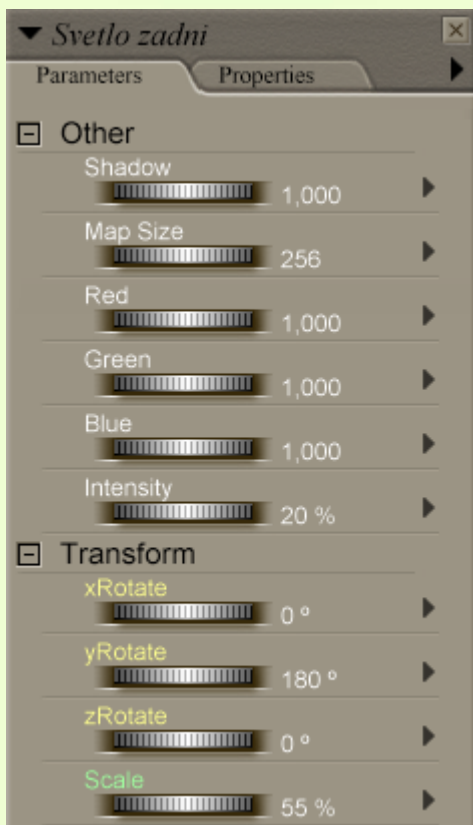 Svetlo zadni
Parameters Properties
Other
Shadow
1,000
Map Size
256
Red
1,000
Green
1,000
Blue
1,000
Intensity
20 %
Transform
xRotate
0 º
yRotate
180 º
zRotate
0 º
Scale
55 %